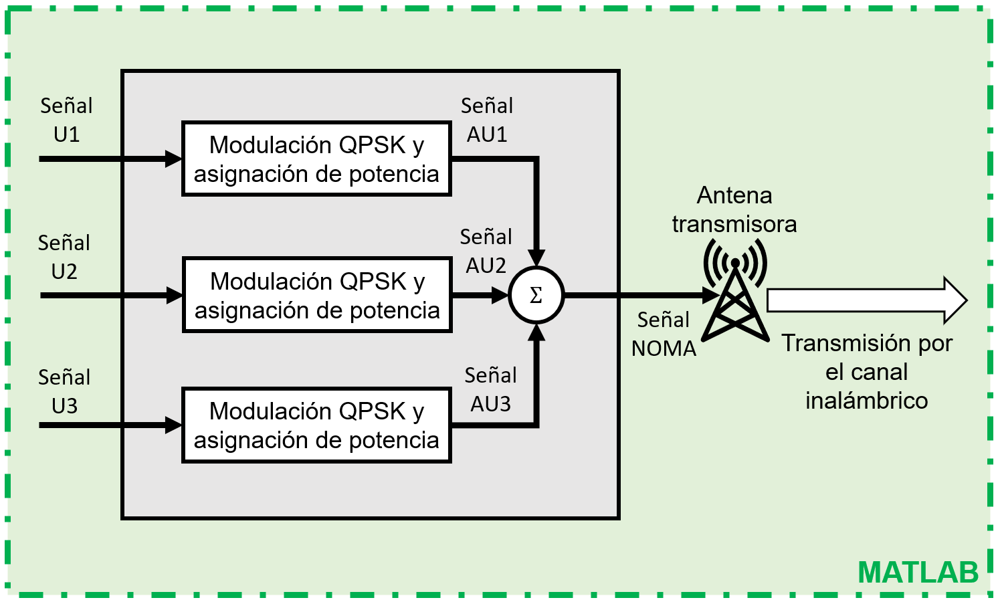 Señal
U1
Modulación QPSK y
asignación de potencia
Señal
AU1
Señal
U2
Modulación QPSK y
asignación de potencia
Señal
AU2
Σ
Señal
U3
Modulación QPSK y
asignación de potencia
Señal
AU3
Señal
NOMA
Antena
transmisora
Transmisión por
el canal
inalámbrico
MATLAB